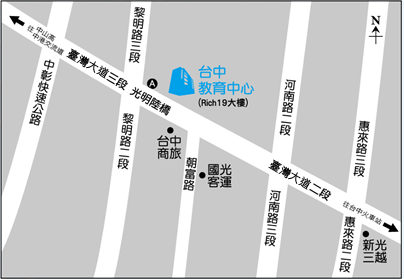 往中山高
中港交流道
黎明路三段
N
台中
教育中心
(Rich19大樓)
臺灣大道三段
A
光明陸橋
中彰快速公路
河南路二段
惠來路三段
黎明路二段
台中
商旅
朝富路
國光
客運
臺灣大道二段
河南路三段
往台中火車站
惠來路二段
新光
三越